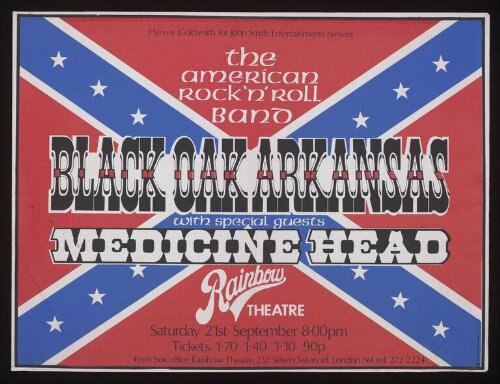 Harvey Goldsmith for John Smith Entertainments present
the
american
rock'n'roll
band
BLACK OAK ARKANSAS
with special guests
MEDICINE HEAD
Rainbow
THEATRE
Saturday 21st September 8·00pm
Tickets: 1·70 1·40 1·10 90p
from box office, Rainbow Theatre, 232 Seven Sisters rd. London N4. tel. 272 2224